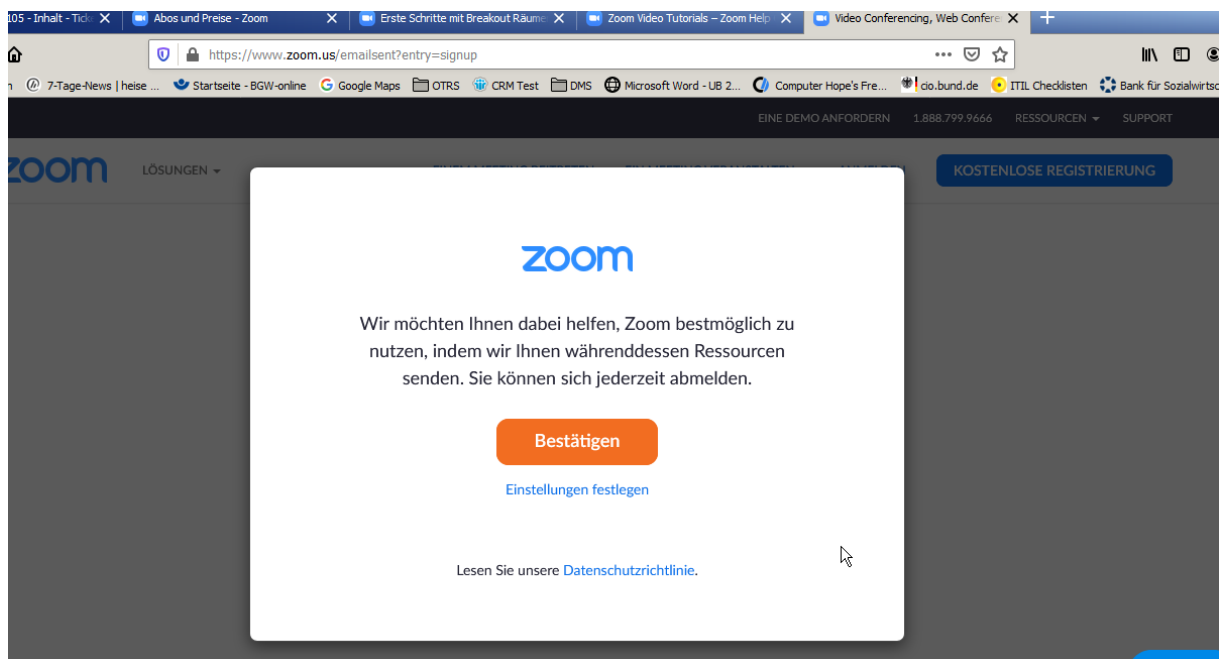 105 - Inhalt - Tick Abos und Preise - Zoom Erste Schritte mit Breakout Räume Zoom Video Tutorials – Zoom Help Video Conferencing, Web Confere
https://www.zoom.us/emailsent?entry=signup
7-Tage-News | heise ... Startseite - BGW-online Google Maps OTRS CRM Test DMS Microsoft Word - UB 2... Computer Hope's Fre... cio.bund.de ITIL Checklisten Bank für Sozialwirtsc
EINE DEMO ANFORDERN 1.888.799.9666 RESSOURCEN SUPPORT
zoom LÖSUNGEN KOSTENLOSE REGISTRIERUNG
zoom
Wir möchten Ihnen dabei helfen, Zoom bestmöglich zu
nutzen, indem wir Ihnen währenddessen Ressourcen
senden. Sie können sich jederzeit abmelden.
Bestätigen
Einstellungen festlegen
Lesen Sie unsere Datenschutzrichtlinie.